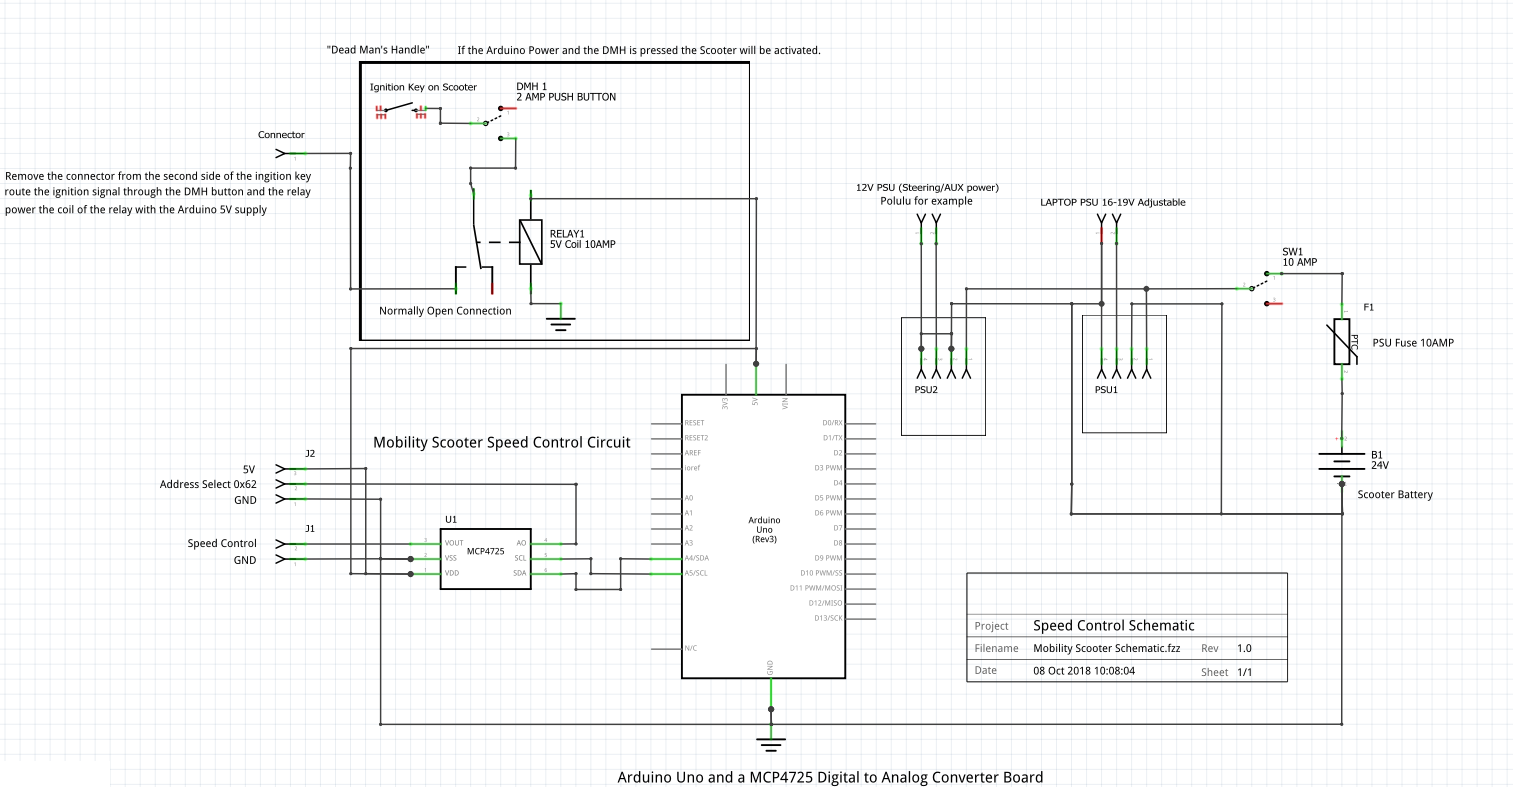 "Dead Man's Handle" If the Arduino Power and the DMH is pressed the Scooter will be activated.
Ignition Key on Scooter
DMH 1
2 AMP PUSH BUTTON
Connector
Remove the connector from the second side of the ingition key
route the ignition signal through the DMH button and the relay
power the coil of the relay with the Arduino 5V supply
RELAY1
5V Coil 10AMP
Normally Open Connection
12V PSU (Steering/AUX power)
Polulu for example
LAPTOP PSU 16-19V Adjustable
SW1
10 AMP
F1
PTC
PSU Fuse 10AMP
PSU2
PSU1
B1
24V
Scooter Battery
Mobility Scooter Speed Control Circuit
J2
5V
Address Select 0x62
GND
J1
Speed Control
GND
U1
MCP4725
VOUT
VSS
VDD
AO
SCL
SDA
3V3
5V
VIN
RESET
RESET2
AREF
ioref
A0
A1
A2
A3
A4/SDA
A5/SCL
N/C
Arduino
Uno
(Rev3)
D0/RX
D1/TX
D2
D3 PWM
D4
D5 PWM
D6 PWM
D7
D8
D9 PWM
D10 PWM/SS
D11 PWM/MOSI
D12/MISO
D13/SCK
GND
Project Speed Control Schematic
Filename Mobility Scooter Schematic.fzz Rev 1.0
Date 08 Oct 2018 10:08:04 Sheet 1/1
Arduino Uno and a MCP4725 Digital to Analog Converter Board